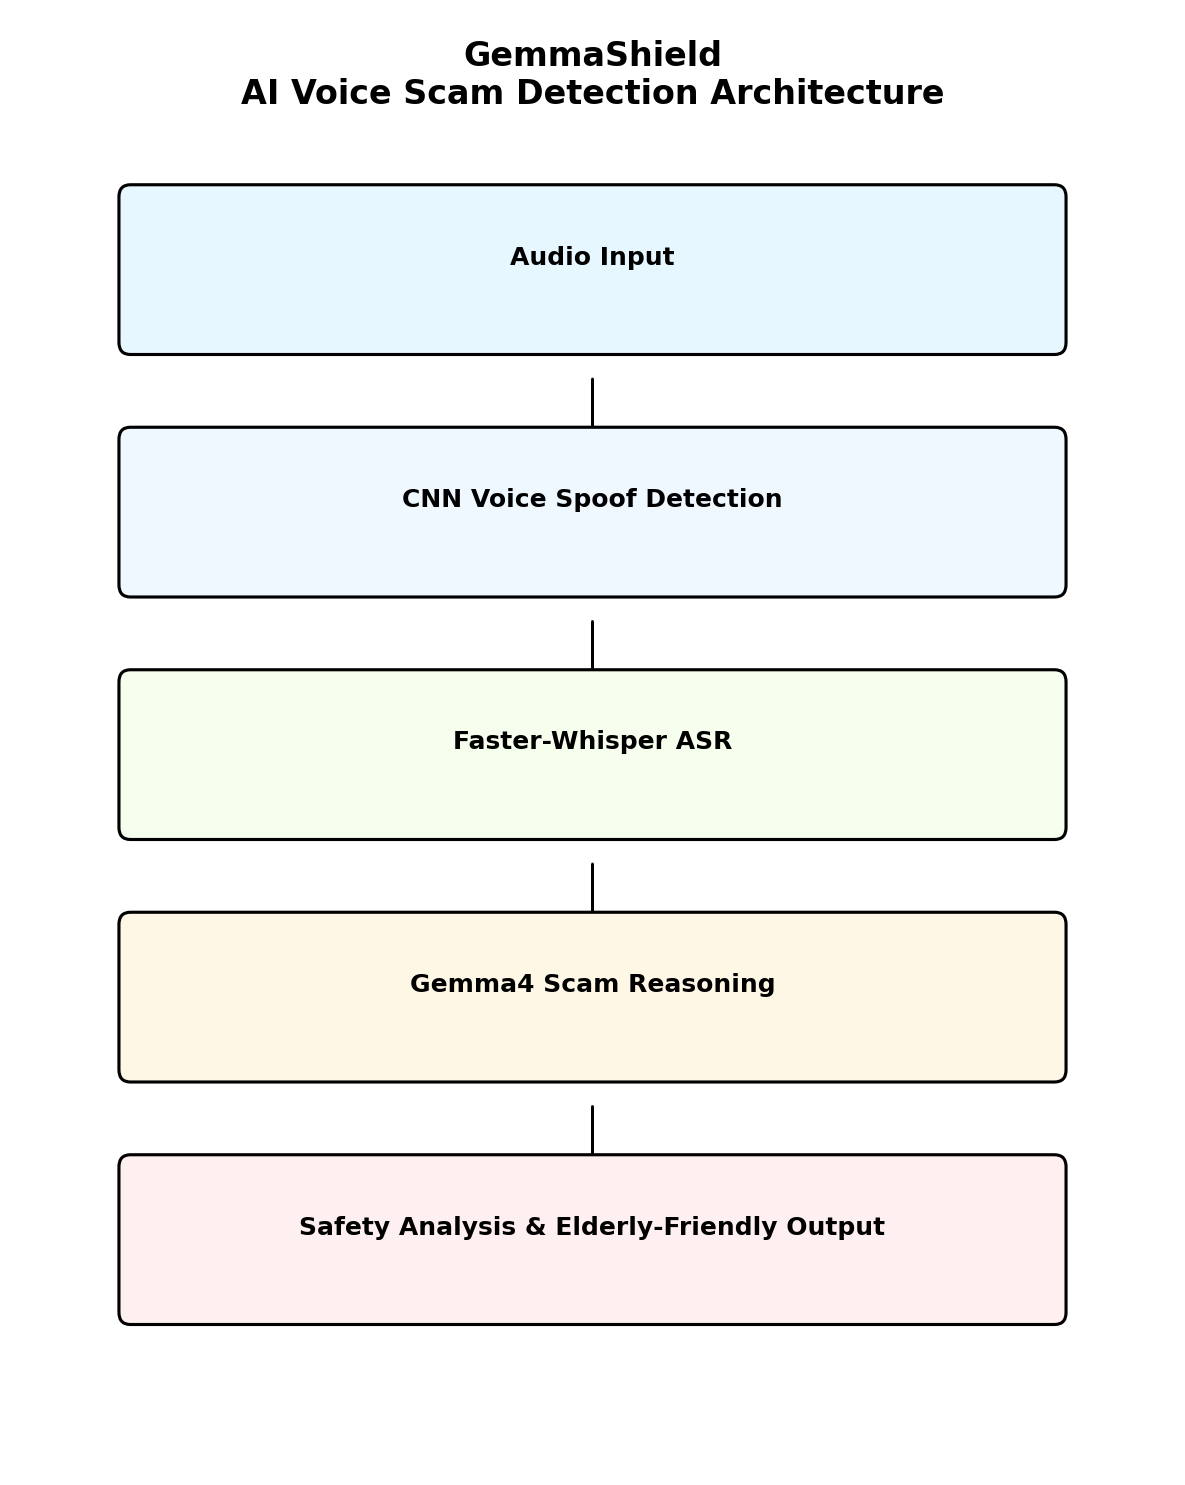 GemmaShield
AI Voice Scam Detection Architecture
Audio Input
CNN Voice Spoof Detection
Faster-Whisper ASR
Gemma4 Scam Reasoning
Safety Analysis & Elderly-Friendly Output